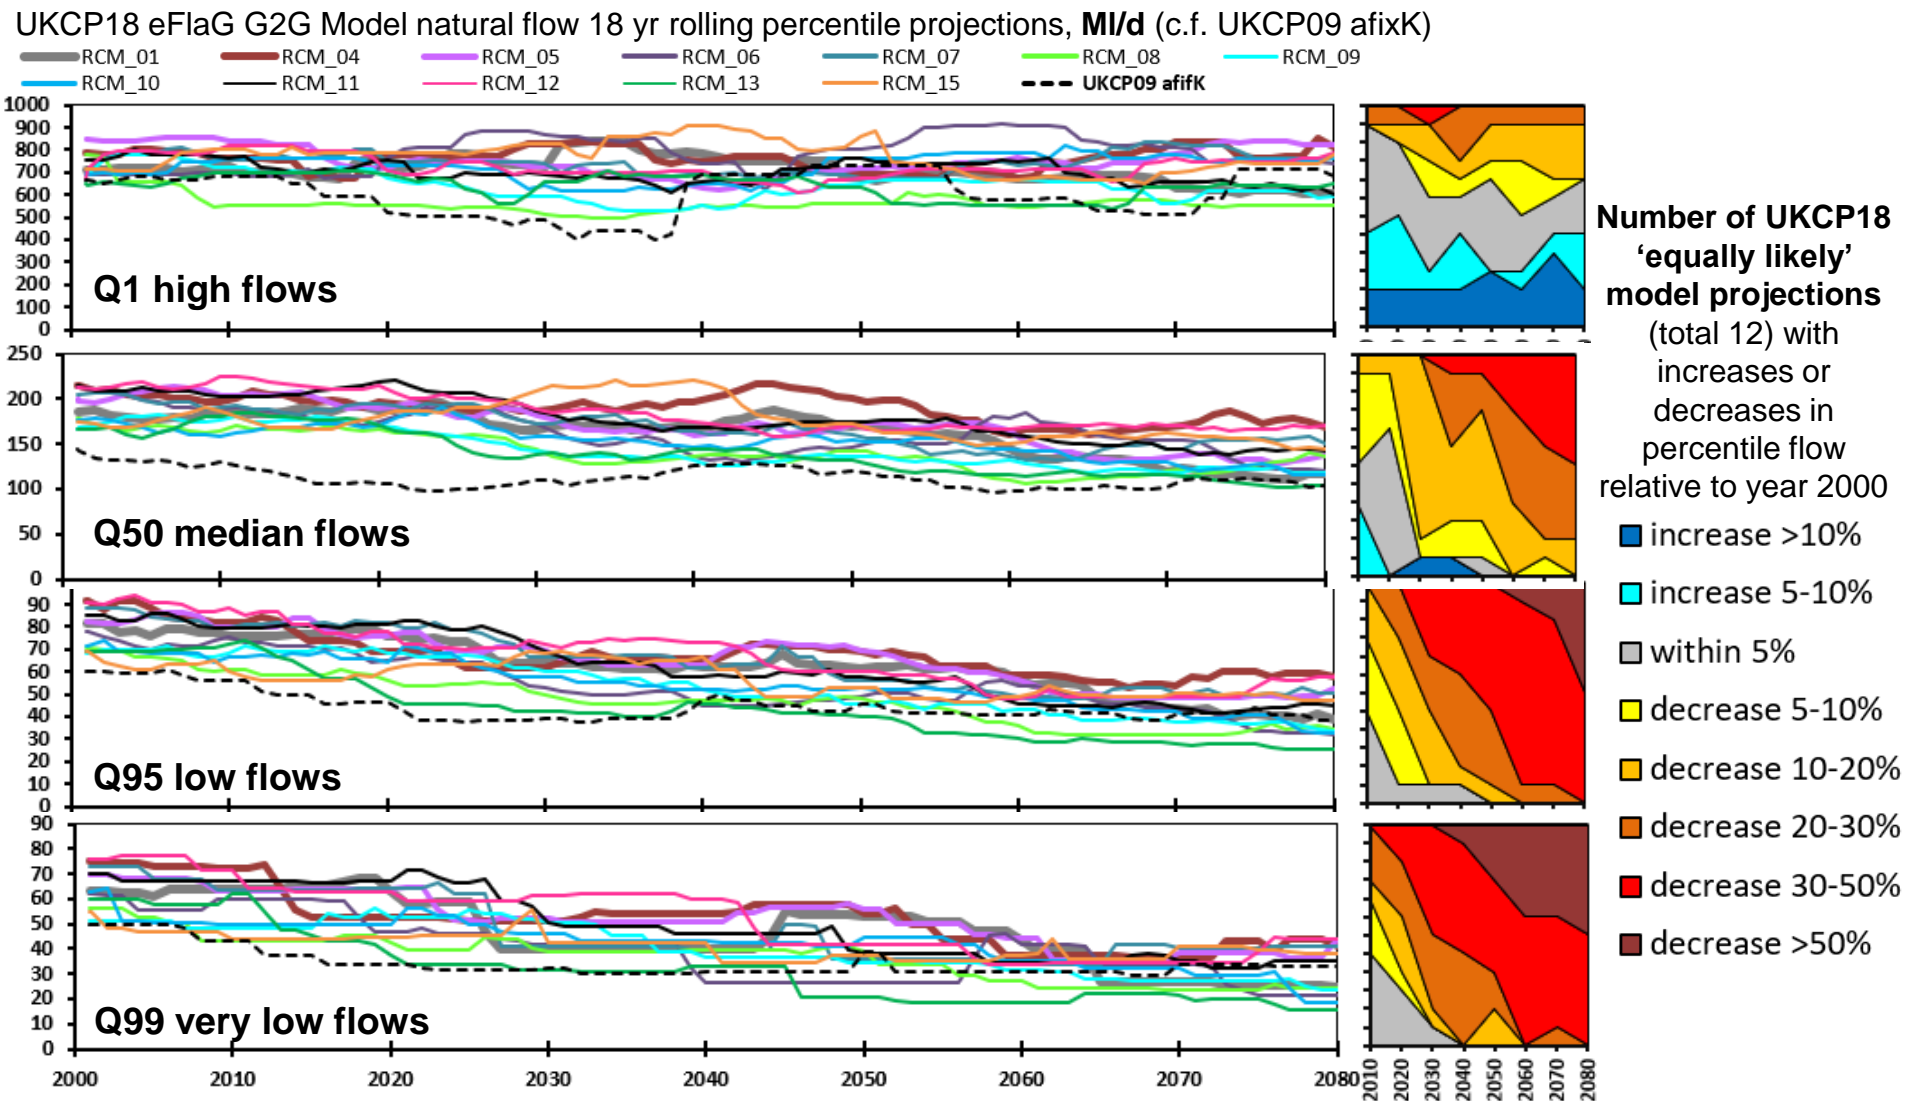 UKCP18 eFlaG G2G Model natural flow 18 yr rolling percentile projections, Ml/d (c.f. UKCP09 afixK)
RCM_01 RCM_04 RCM_05 RCM_06 RCM_07 RCM_08 RCM_09
RCM_10 RCM_11 RCM_12 RCM_13 RCM_15 UKCP09 afifK
1000
900
800
700
600
500
400
300
200
100
0
Q1 high flows
250
200
150
100
50
0
Q50 median flows
90
80
70
60
50
40
30
20
10
0
Q95 low flows
90
80
70
60
50
40
30
20
10
0
Q99 very low flows
2000 2010 2020 2030 2040 2050 2060 2070 2080
2010 2020 2030 2040 2050 2060 2070 2080
Number of UKCP18
‘equally likely’
model projections
(total 12) with
increases or
decreases in
percentile flow
relative to year 2000
increase >10%
increase 5-10%
within 5%
decrease 5-10%
decrease 10-20%
decrease 20-30%
decrease 30-50%
decrease >50%